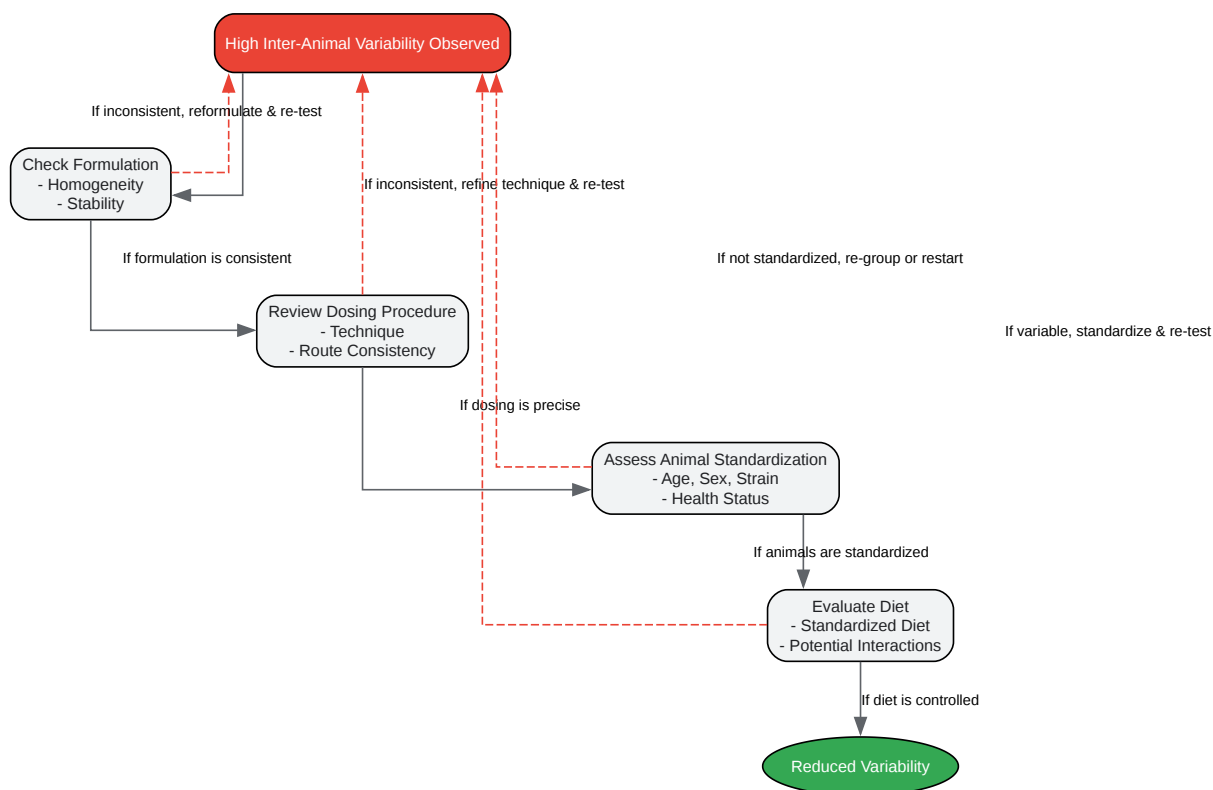 High Inter-Animal Variability Observed
If inconsistent, reformulate & re-test
Check Formulation
- Homogeneity
- Stability
If inconsistent, refine technique & re-test
If formulation is consistent
If not standardized, re-group or restart
Review Dosing Procedure
- Technique
- Route Consistency
If variable, standardize & re-test
If dosing is precise
Assess Animal Standardization
- Age, Sex, Strain
- Health Status
If animals are standardized
Evaluate Diet
- Standardized Diet
- Potential Interactions
If diet is controlled
Reduced Variability